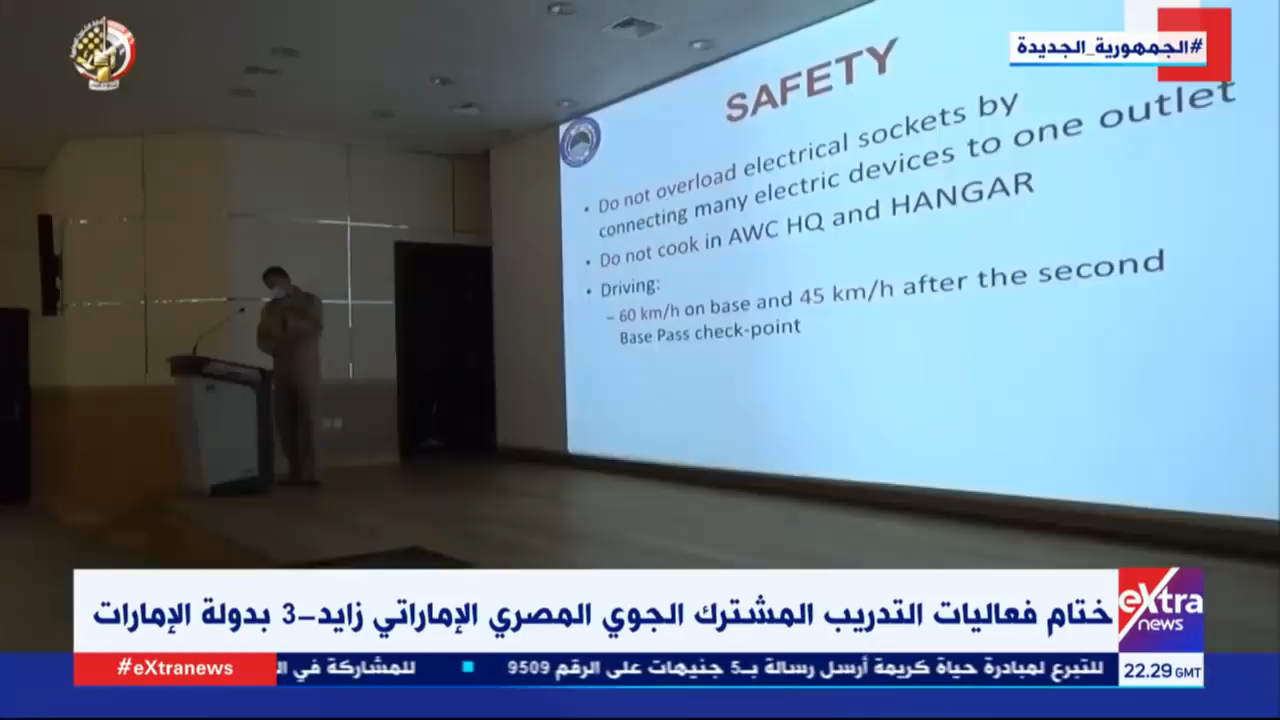 #الجمهورية_الجديدة
SAFETY
• Do not overload electrical sockets by
connecting many electric devices to one outlet
• Do not cook in AWC HQ and HANGAR
• Driving:
– 60 km/h on base and 45 km/h after the second
Base Pass check-point
ختام فعاليات التدريب المشترك الجوي المصري الإماراتي زايد–3 بدولة الإمارات
eXtra
news
للتبرع لمبادرة حياة كريمة أرسل رسالة بـ5 جنيهات على الرقم 9509 ■ للمشاركة في
#eXtranews
22.29 GMT